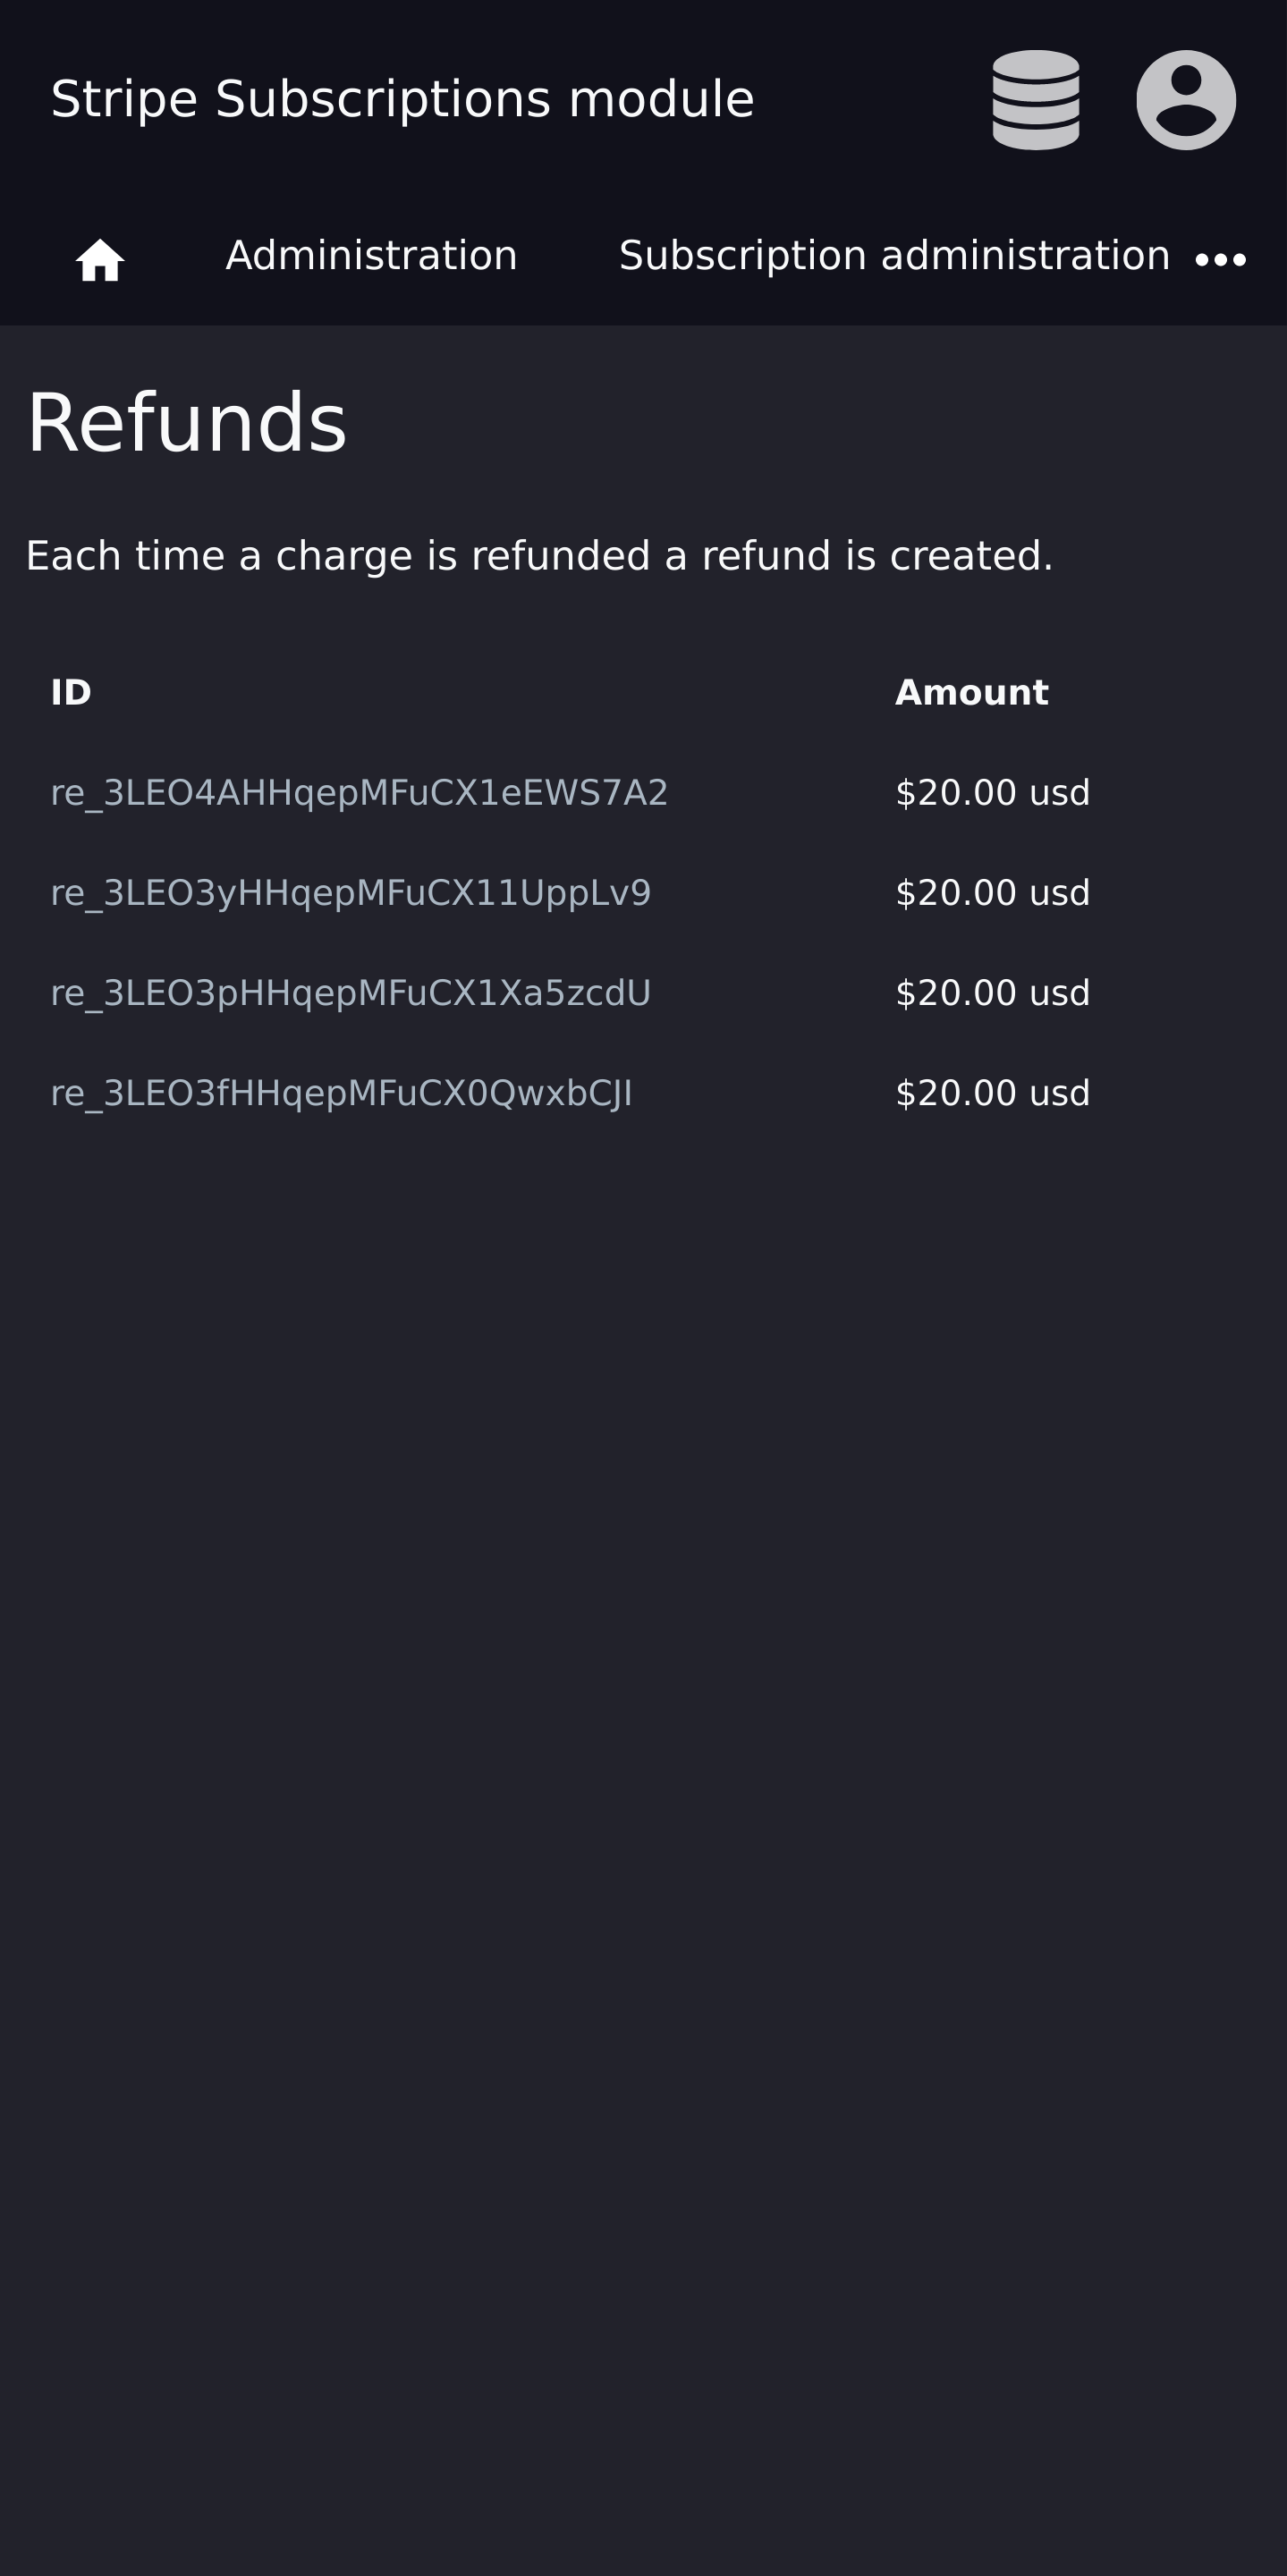 Stripe Subscriptions module
Administration Subscription administration
Refunds
Each time a charge is refunded a refund is created.
ID Amount
re_3LEO4AHHqepMFuCX1eEWS7A2 $20.00 usd
re_3LEO3yHHqepMFuCX11UppLv9 $20.00 usd
re_3LEO3pHHqepMFuCX1Xa5zcdU $20.00 usd
re_3LEO3fHHqepMFuCX0QwxbCJI $20.00 usd